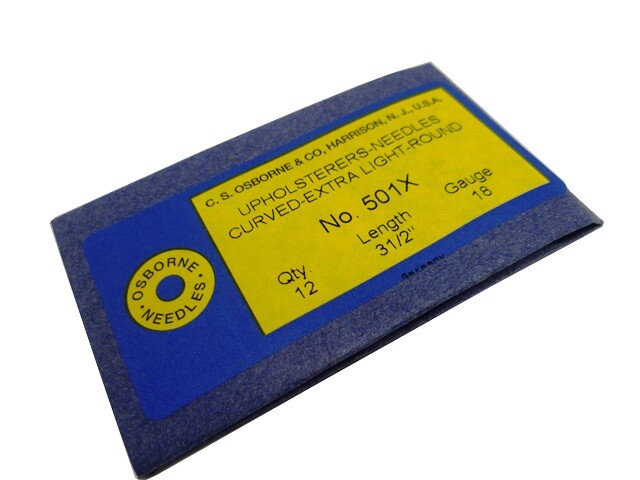 C. S. OSBORNE & CO, HARRISON, N. J., U.S.A.
UPHOLSTERERS-NEEDLES
CURVED-EXTRA LIGHT-ROUND
No. 501X
Qty.
12
Length
31/2"
Gauge
18
Germany
OSBORNE
• NEEDLES •